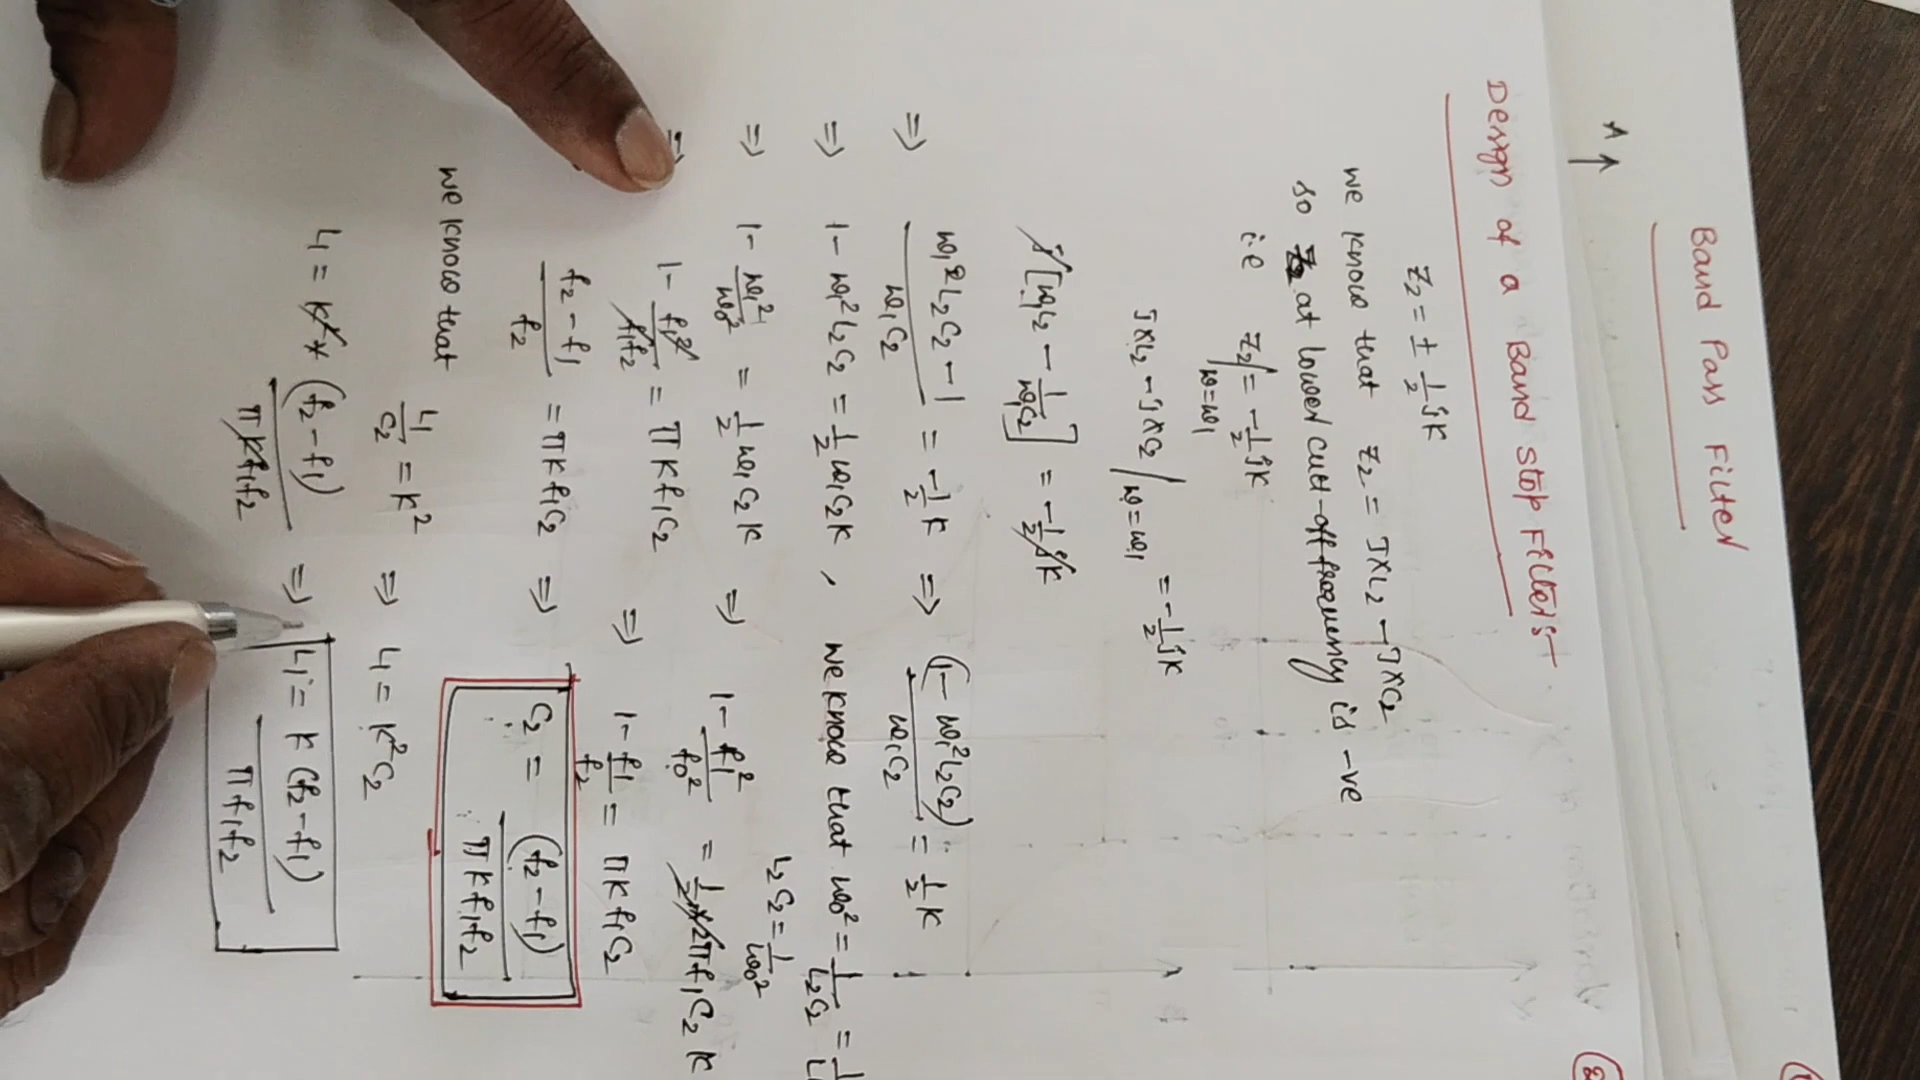 Band Pass Filter
Design of a Band stop Filter:-
Z2 = ± 1/2 jK
we know that Z2 = JXL2 - JXC2
so Z2 at lower cut-off frequency is -ve
i.e Z2/ω=ω1 = -1/2 jK
JXL2 - JXC2/ω=ω1 = -1/2 jK
j[ω1L2 - 1/ω1C2] = -1/2 jK
⇒ ω1²L2C2 - 1/ω1C2 = -1/2 K ⇒ (1 - ω1²L2C2)/ω1C2 = 1/2 K
⇒ 1 - ω1²L2C2 = 1/2 ω1C2K , we know that ω0² = 1/L2C2 = 1
L2C2 = 1/ω0²
⇒ 1 - ω1²/ω0² = 1/2 ω1C2K ⇒ 1 - f1²/f0² = 1/2 × 2πf1C2K
⇒ 1 - f1²/f1f2 = πKf1C2 ⇒ 1 - f1/f2 = πKf1C2
f2 - f1/f2 = πKf1C2 ⇒ C2 = (f2 - f1)/πKf1f2
we know that L1/C2 = K² ⇒ L1 = K²C2
L1 = K² * (f2 - f1)/πKf1f2 ⇒ L1 = K(f2 - f1)/πf1f2